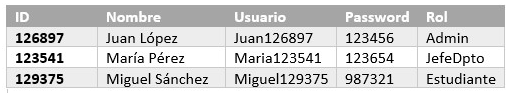 ID Nombre Usuario Password Rol
126897 Juan López Juan126897 123456 Admin
123541 María Pérez Maria123541 123654 JefeDpto
129375 Miguel Sánchez Miguel129375 987321 Estudiante